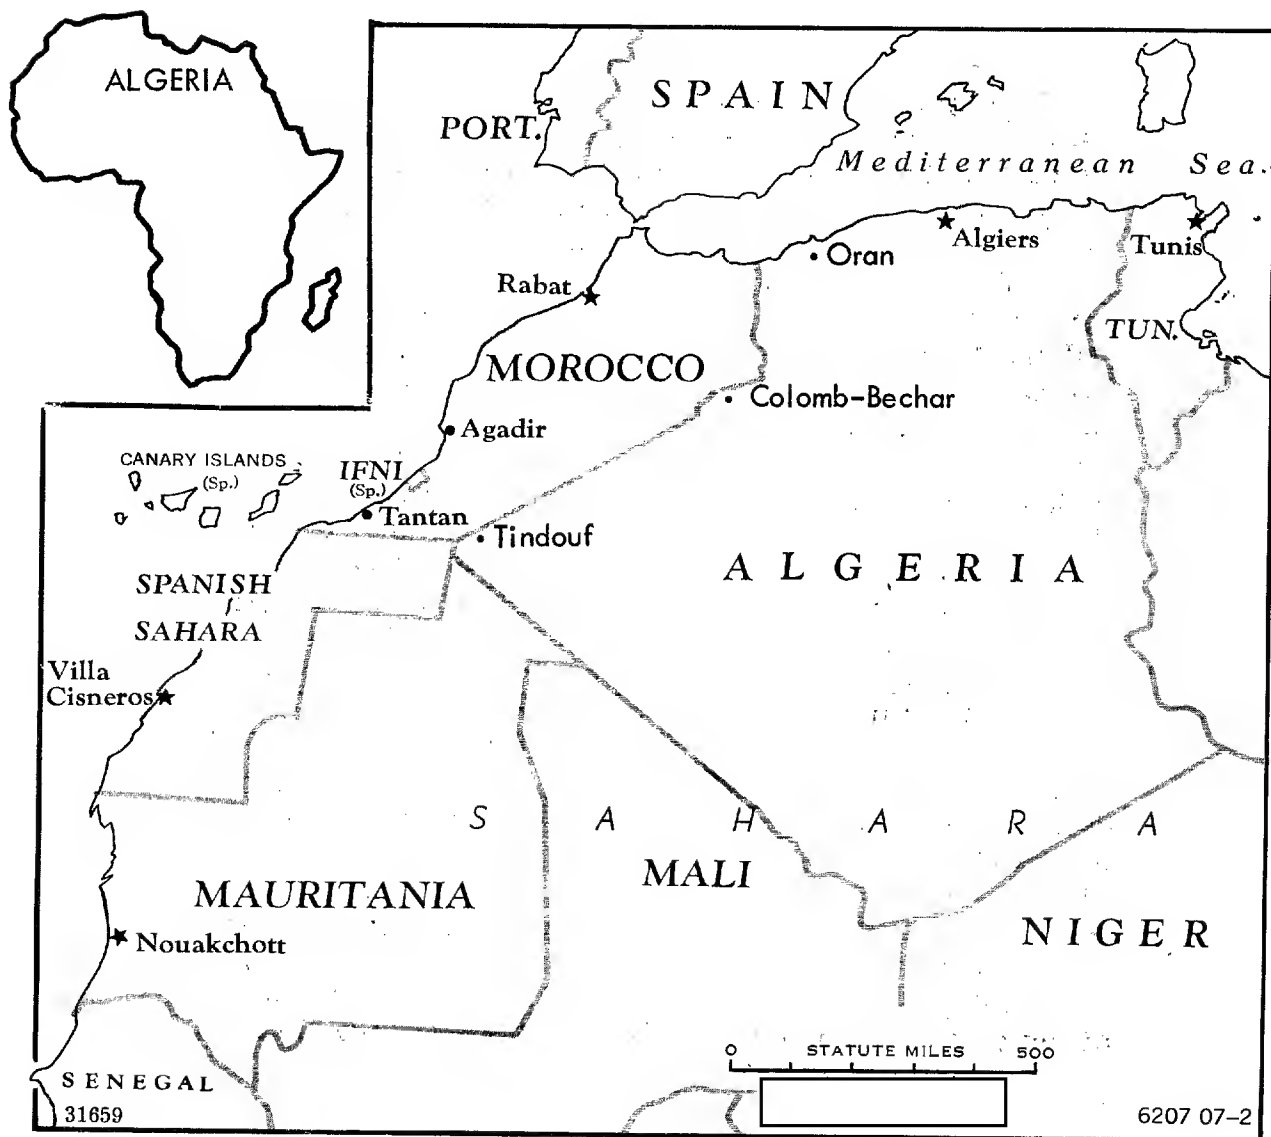 ALGERIA
SPAIN
PORT.
Mediterranean Sea.
Algiers
Tunis
Oran
Rabat
TUN.
MOROCCO
Colomb-Bechar
Agadir
CANARY ISLANDS
(Sp.)
IFNI
(Sp.)
Tantan
Tindouf
ALGERIA
SPANISH
SAHARA
Villa
Cisneros
SAHARA
MALI
MAURITANIA
NIGER
Nouakchott
0 STATUTE MILES 500
SENEGAL
31659
6207 07-2